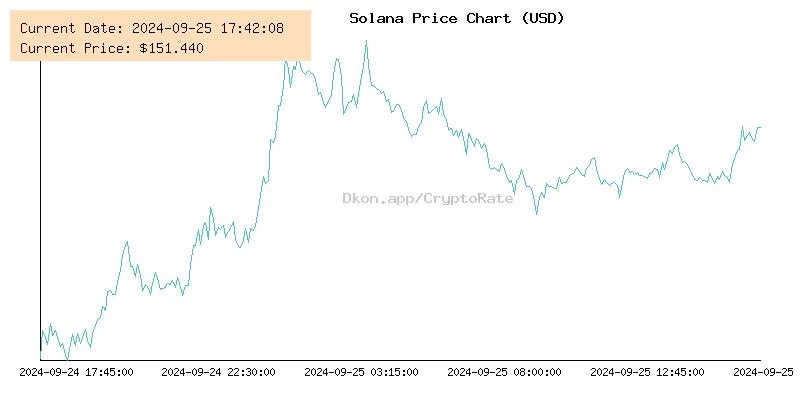 Solana Price Chart (USD)
Current Date: 2024-09-25 17:42:08
Current Price: $151.440
Dkon.app/CryptoRate
2024-09-24 17:45:00 2024-09-24 22:30:00 2024-09-25 03:15:00 2024-09-25 08:00:00 2024-09-25 12:45:00 2024-09-25